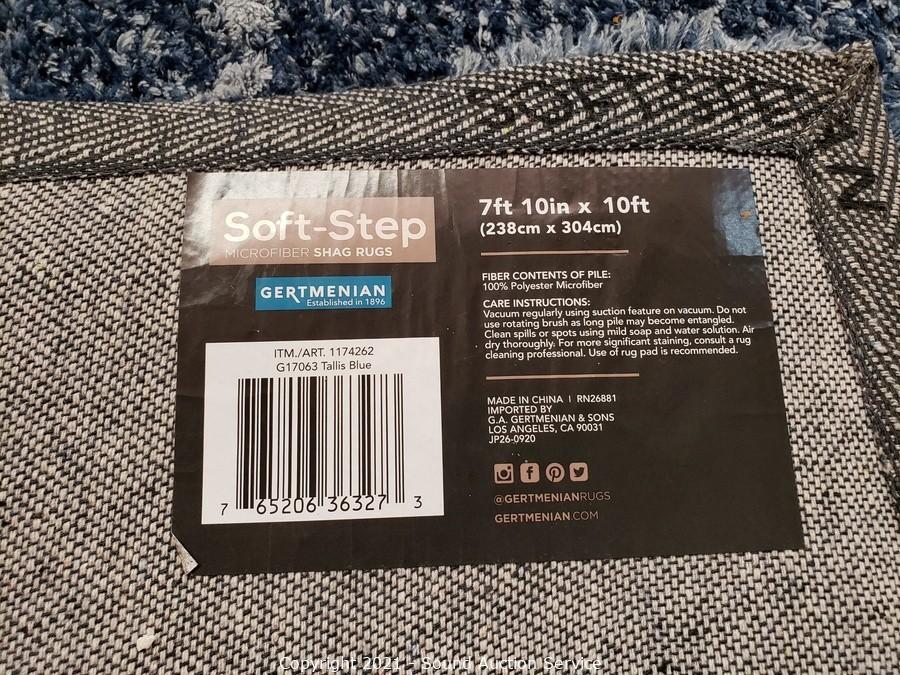 Soft-Step
MICROFIBER SHAG RUGS
GERTMENIAN
Established in 1896
ITM./ART. 1174262
G17063 Tallis Blue
7 65206 36327 3
7ft 10in x 10ft
(238cm x 304cm)
FIBER CONTENTS OF PILE:
100% Polyester Microfiber
CARE INSTRUCTIONS:
Vacuum regularly using suction feature on vacuum. Do not
use rotating brush as long pile may become entangled.
Clean spills or spots using mild soap and water solution. Air
dry thoroughly. For more significant staining, consult a rug
cleaning professional. Use of rug pad is recommended.
MADE IN CHINA | RN26881
IMPORTED BY
G.A. GERTMENIAN & SONS
LOS ANGELES, CA 90031
JP26-0920
@GERTMENIANRUGS
GERTMENIAN.COM
Copyright 2021 - Sound Auction Service